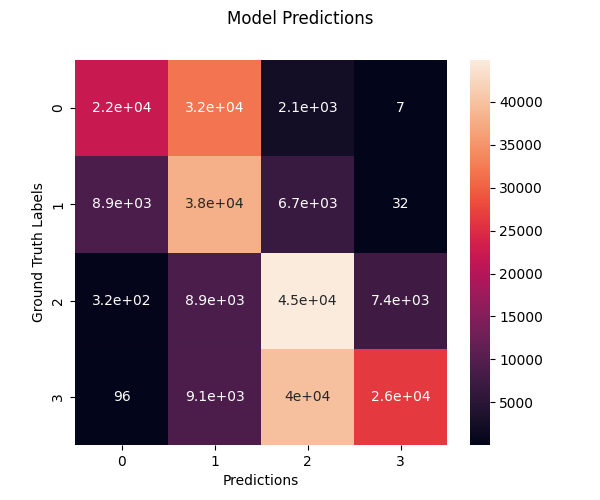 Model Predictions
0 2.2e+04 3.2e+04 2.1e+03 7
1 8.9e+03 3.8e+04 6.7e+03 32
2 3.2e+02 8.9e+03 4.5e+04 7.4e+03
3 96 9.1e+03 4e+04 2.6e+04
0 1 2 3
Predictions
Ground Truth Labels
40000
35000
30000
25000
20000
15000
10000
5000